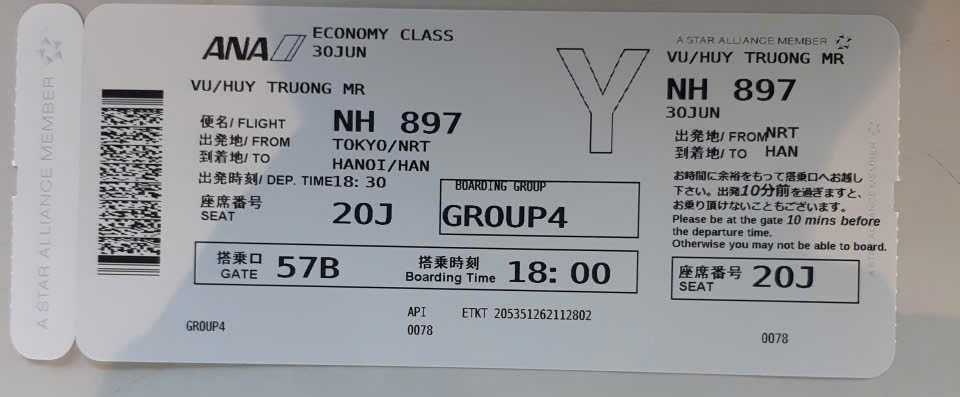 A STAR ALLIANCE MEMBER
ANA
ECONOMY CLASS
30JUN
VU/HUY TRUONG MR
便名/ FLIGHT NH 897
出発地/ FROM TOKYO/NRT
到着地/ TO HANOI/HAN
出発時刻/ DEP. TIME 18: 30
座席番号
SEAT 20J
BOARDING GROUP
GROUP4
搭乗口
GATE 57B
搭乗時刻
Boarding Time 18: 00
API ETKT 205351262112802
GROUP4 0078
Y
A STAR ALLIANCE MEMBER
VU/HUY TRUONG MR
NH 897
30JUN
出発地/ FROM NRT
到着地/ TO HAN
お時間に余裕をもって搭乗口へお越し
下さい。出発10分前を過ぎますと、
お乗り頂けないこともございます。
Please be at the gate 10 mins before
the departure time.
Otherwise you may not be able to board.
座席番号
SEAT 20J
0078
A STAR ALLIANCE MEMBER